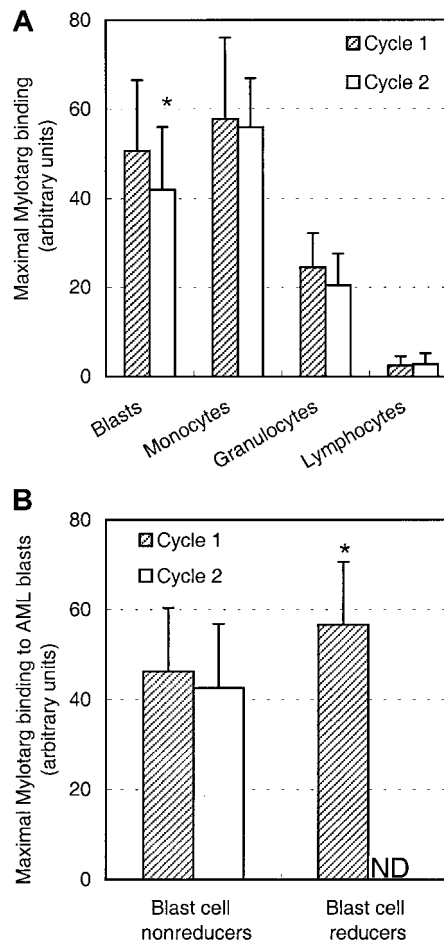 A
Maximal Mylotarg binding
(arbitrary units)
80
60
40
20
0
Cycle 1
Cycle 2
*
Blasts
Monocytes
Granulocytes
Lymphocytes
B
Maximal Mylotarg binding to AML blasts
(arbitrary units)
80
60
40
20
0
Cycle 1
Cycle 2
*
ND
Blast cell
nonreducers
Blast cell
reducers